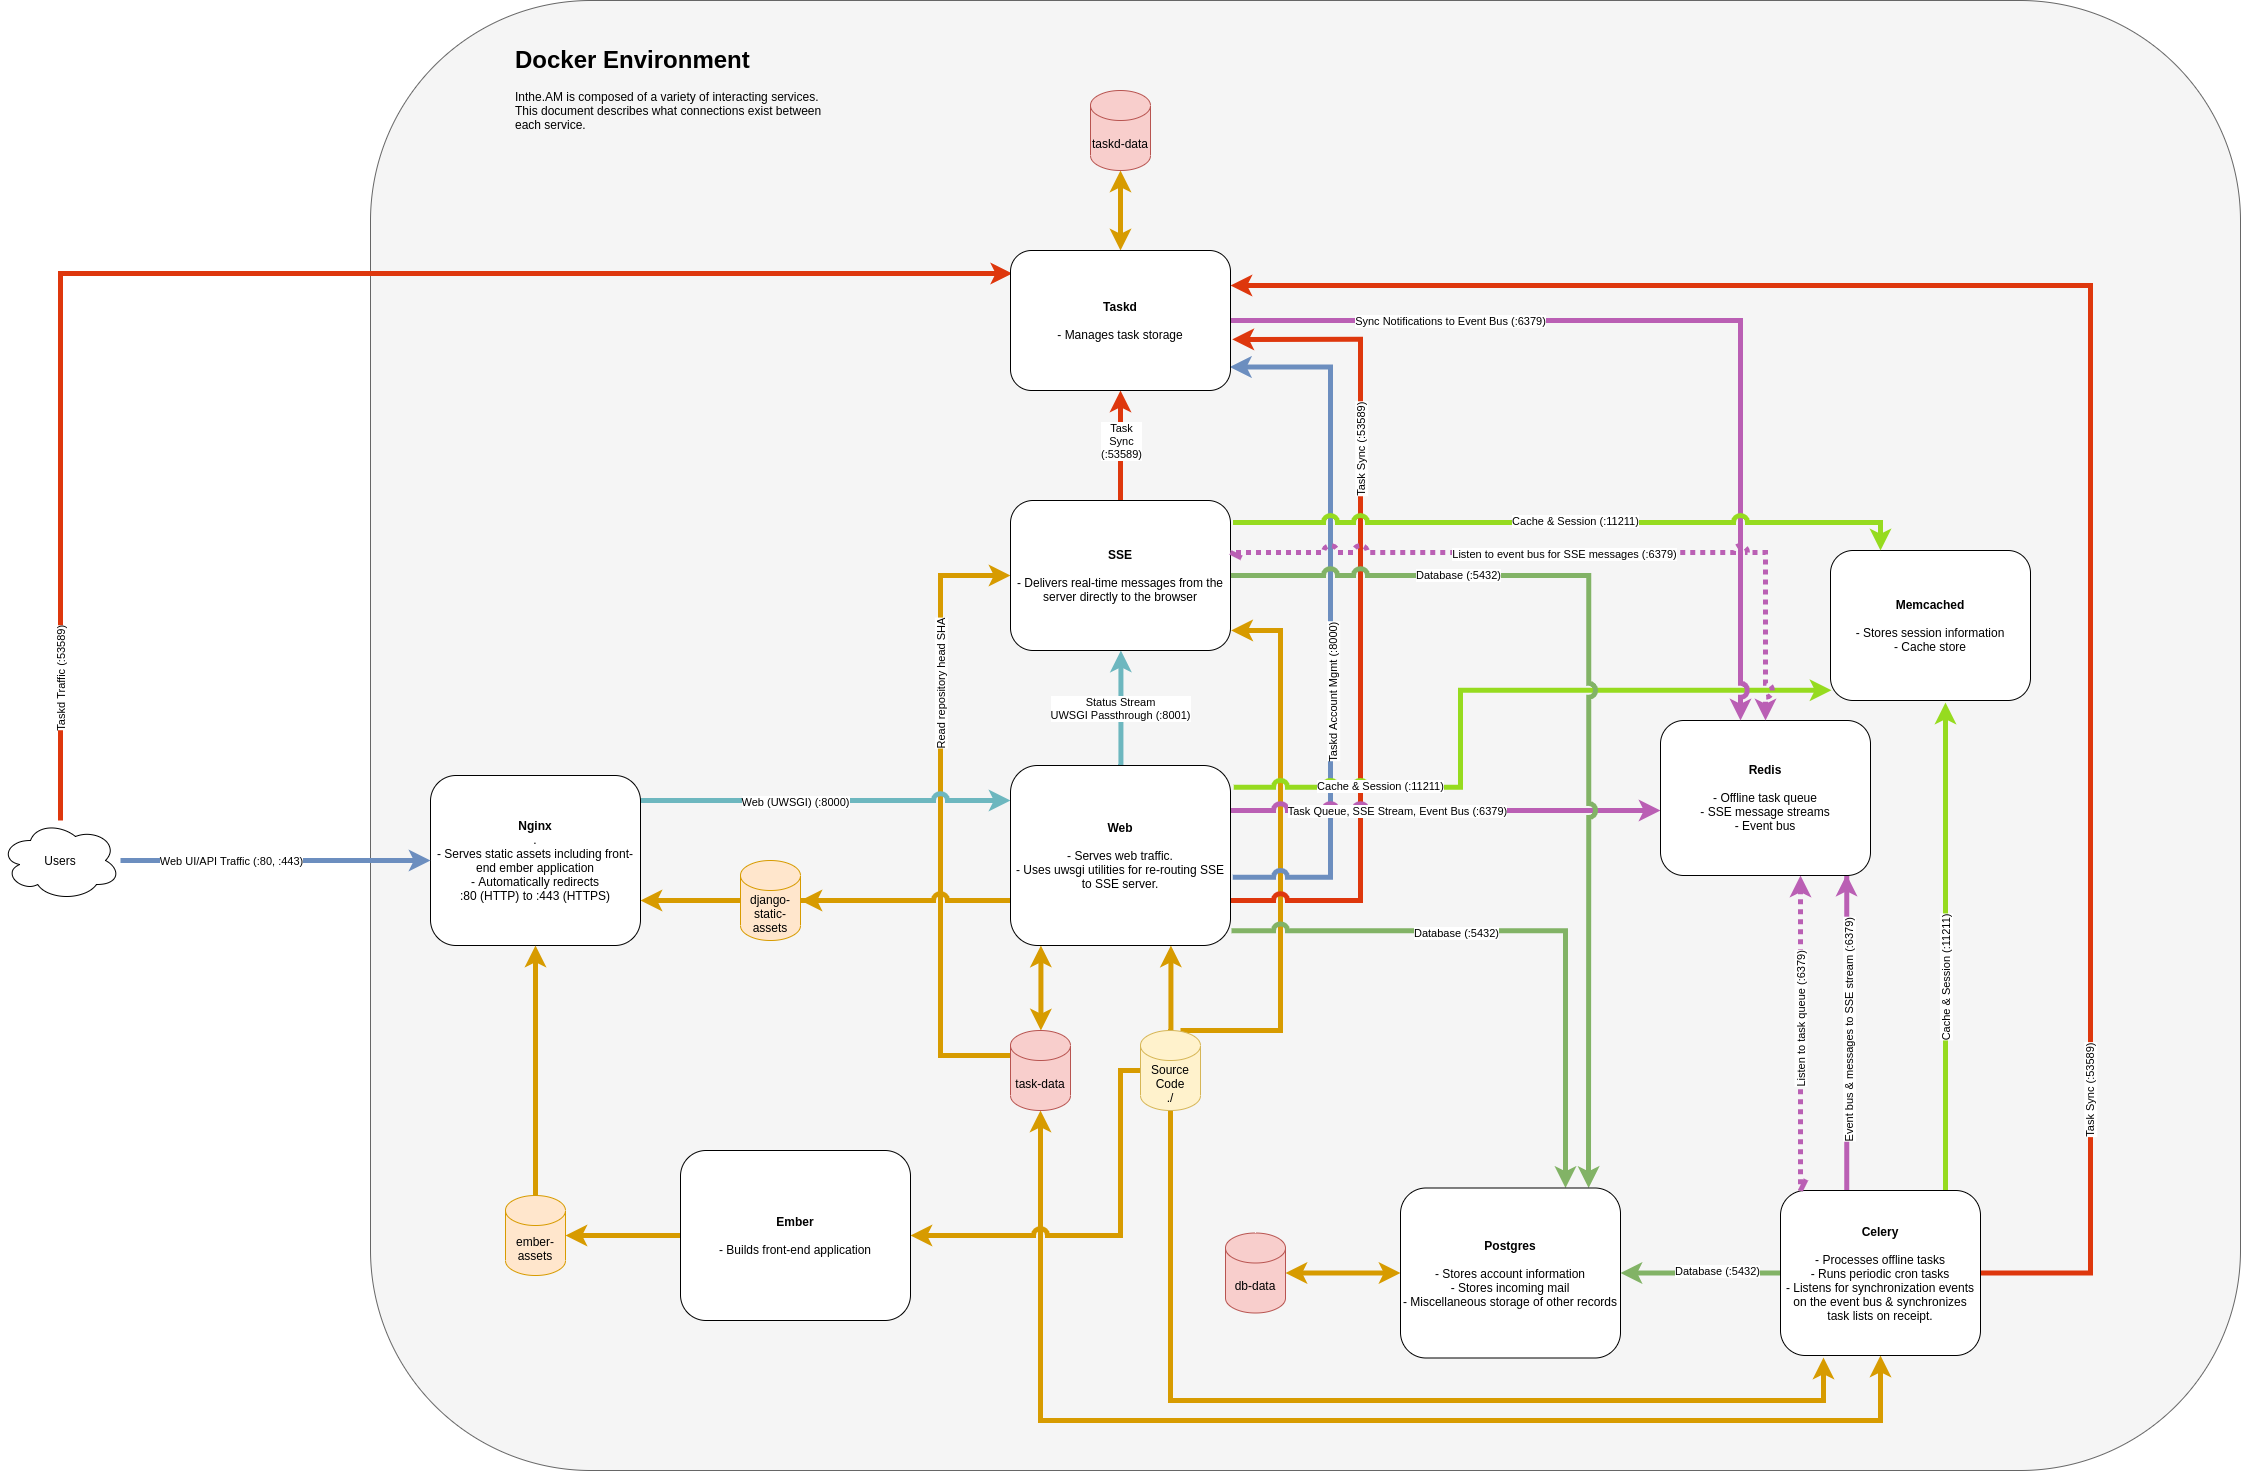 Docker Environment
Inthe.AM is composed of a variety of interacting services.
This document describes what connections exist between
each service.
taskd-data
Taskd
- Manages task storage
Sync Notifications to Event Bus (:6379)
Task
Sync
(:53589)
Task Sync (:53589)
SSE
- Delivers real-time messages from the
server directly to the browser
Cache & Session (:11211)
Listen to event bus for SSE messages (:6379)
Database (:5432)
Memcached
- Stores session information
- Cache store
Taskd Traffic (:53589)
Read repository head SHA
Status Stream
UWSGI Passthrough (:8001)
Taskd Account Mgmt (:8000)
Redis
- Offline task queue
- SSE message streams
- Event bus
Users
Web UI/API Traffic (:80, :443)
Nginx
.
- Serves static assets including front-
end ember application
- Automatically redirects
:80 (HTTP) to :443 (HTTPS)
Web (UWSGI) (:8000)
django-
static-
assets
Web
- Serves web traffic.
- Uses uwsgi utilities for re-routing SSE
to SSE server.
Cache & Session (:11211)
Task Queue, SSE Stream, Event Bus (:6379)
Database (:5432)
Listen to task queue (:6379)
Event bus & messages to SSE stream (:6379)
Cache & Session (:11211)
Task Sync (:53589)
task-data
Source
Code
./
ember-
assets
Ember
- Builds front-end application
db-data
Postgres
- Stores account information
- Stores incoming mail
- Miscellaneous storage of other records
Database (:5432)
Celery
- Processes offline tasks
- Runs periodic cron tasks
- Listens for synchronization events
on the event bus & synchronizes
task lists on receipt.